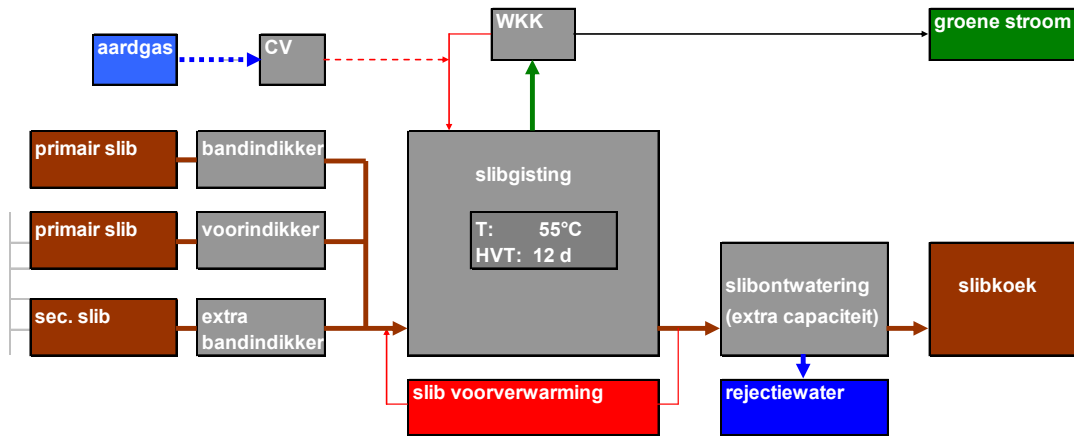 WKK
groene stroom
aardgas
CV
primair slib
bandindikker
slibgisting
primair slib
voorindikker
T: 55°C
HVT: 12 d
slibontwatering
(extra capaciteit)
slibkoek
sec. slib
extra
bandindikker
slib voorverwarming
rejectiewater